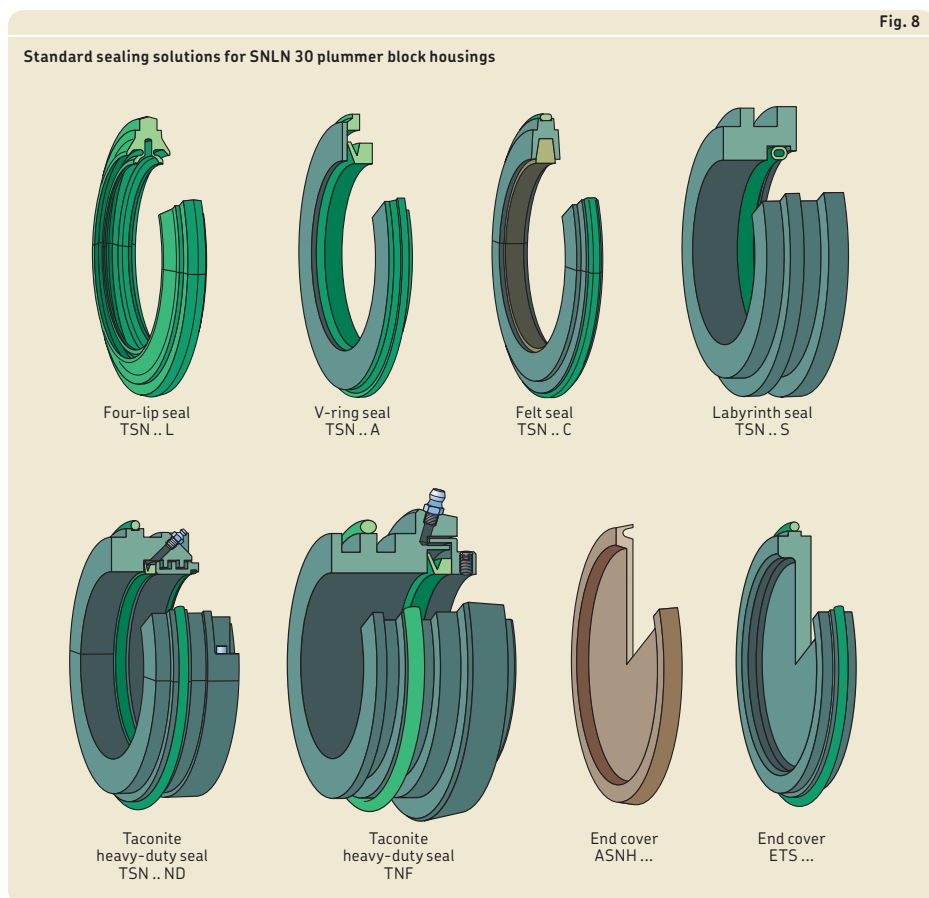 Fig. 8
Standard sealing solutions for SNLN 30 plummer block housings
Four-lip seal
TSN .. L
V-ring seal
TSN .. A
Felt seal
TSN .. C
Labyrinth seal
TSN .. S
Taconite
heavy-duty seal
TSN .. ND
Taconite
heavy-duty seal
TNF
End cover
ASNH ...
End cover
ETS ...